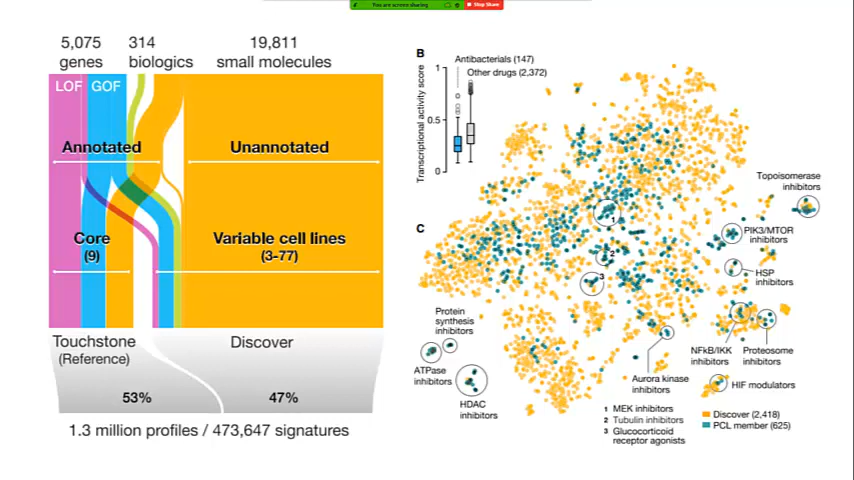 You are screen sharing
Stop Share
5,075
genes
314
biologics
19,811
small molecules
LOF
GOF
Annotated
Unannotated
Core
(9)
Variable cell lines
(3-77)
Touchstone
(Reference)
Discover
53%
47%
1.3 million profiles / 473,647 signatures
B
Transcriptional activity score
1
0.5
0
Antibacterials (147)
Other drugs (2,372)
C
Topoisomerase
inhibitors
PIK3/MTOR
inhibitors
HSP
inhibitors
1
2
3
Protein
synthesis
inhibitors
ATPase
inhibitors
HDAC
inhibitors
Aurora kinase
inhibitors
NFkB/IKK
inhibitors
Proteosome
inhibitors
HIF modulators
1 MEK inhibitors
2 Tubulin inhibitors
3 Glucocorticoid
receptor agonists
Discover (2,418)
PCL member (625)